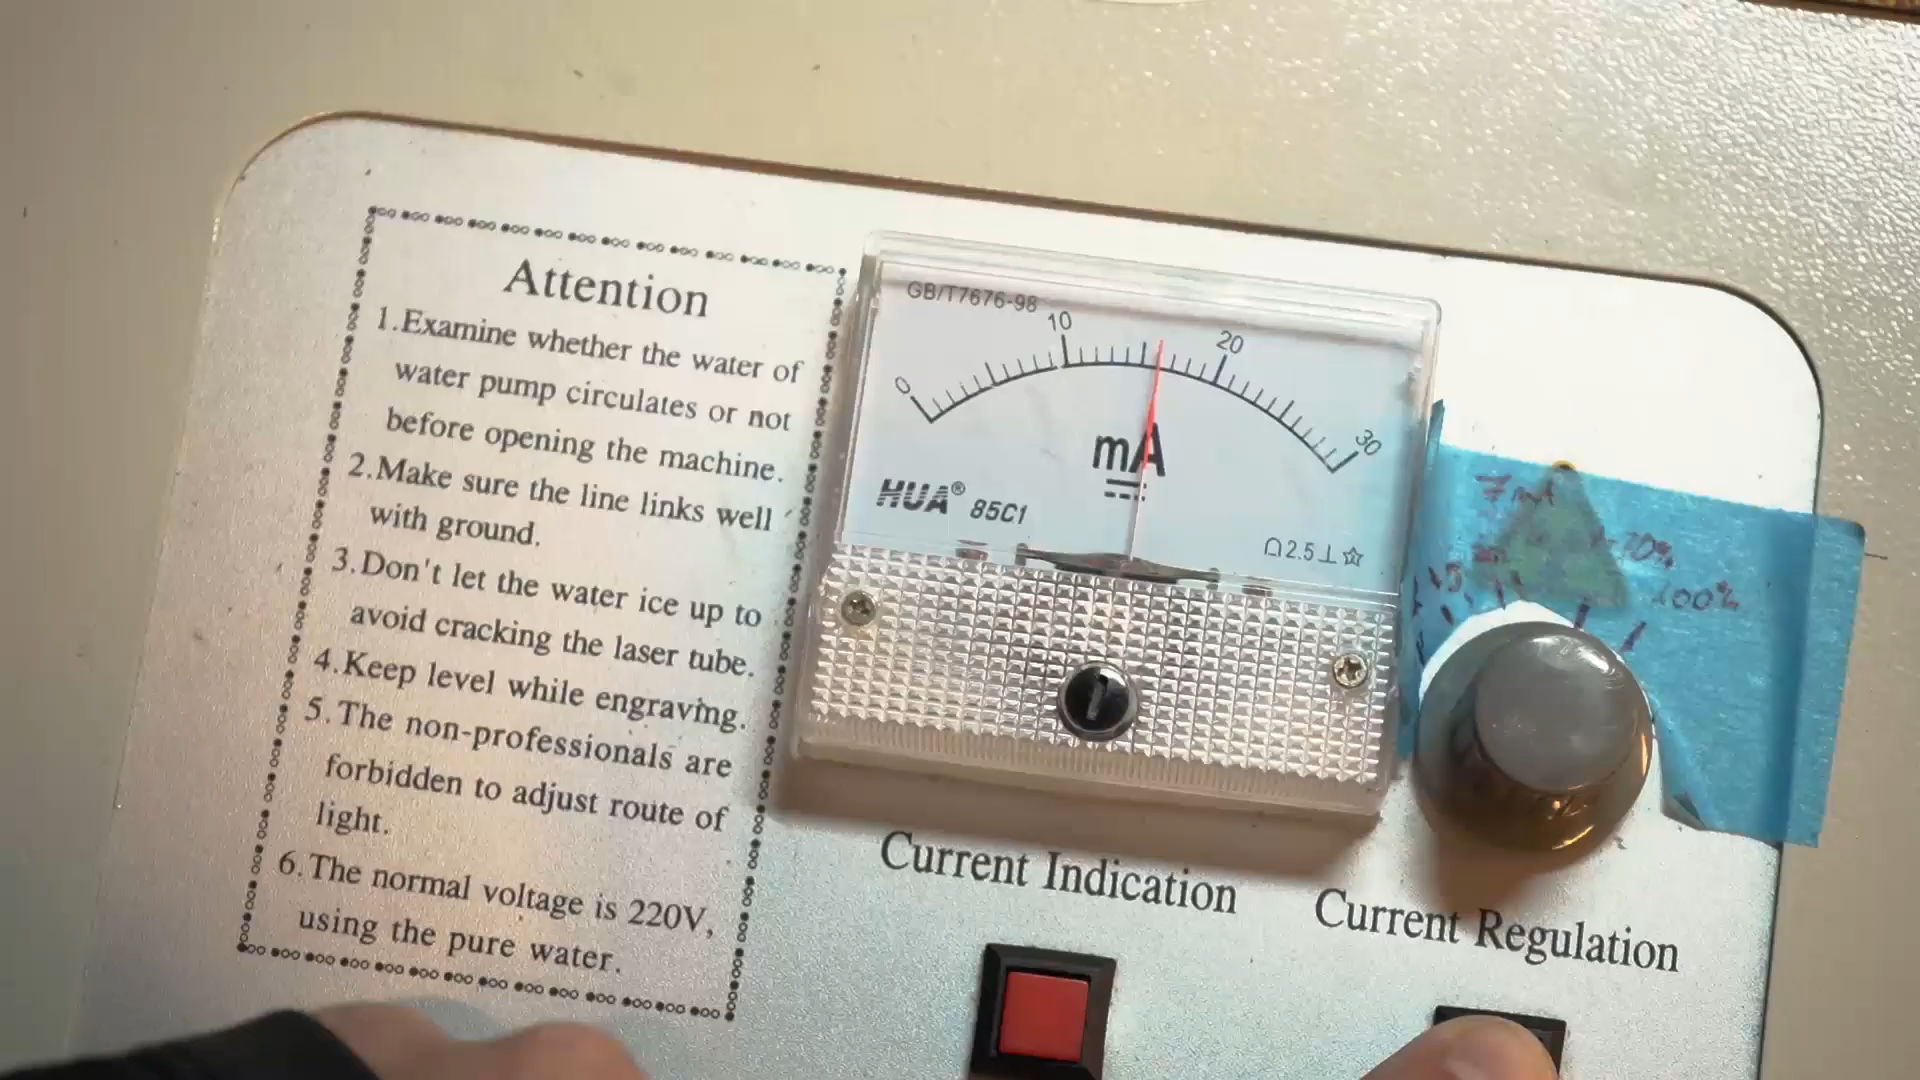 Attention
1.Examine whether the water of
water pump circulates or not
before opening the machine.
2.Make sure the line links well
with ground.
3.Don't let the water ice up to
avoid cracking the laser tube.
4.Keep level while engraving.
5.The non-professionals are
forbidden to adjust route of
light.
6.The normal voltage is 220V,
using the pure water.
GB/T7676-98
0 10 20 30
mA
HUA® 85C1
2.5
100%
Current Indication
Current Regulation